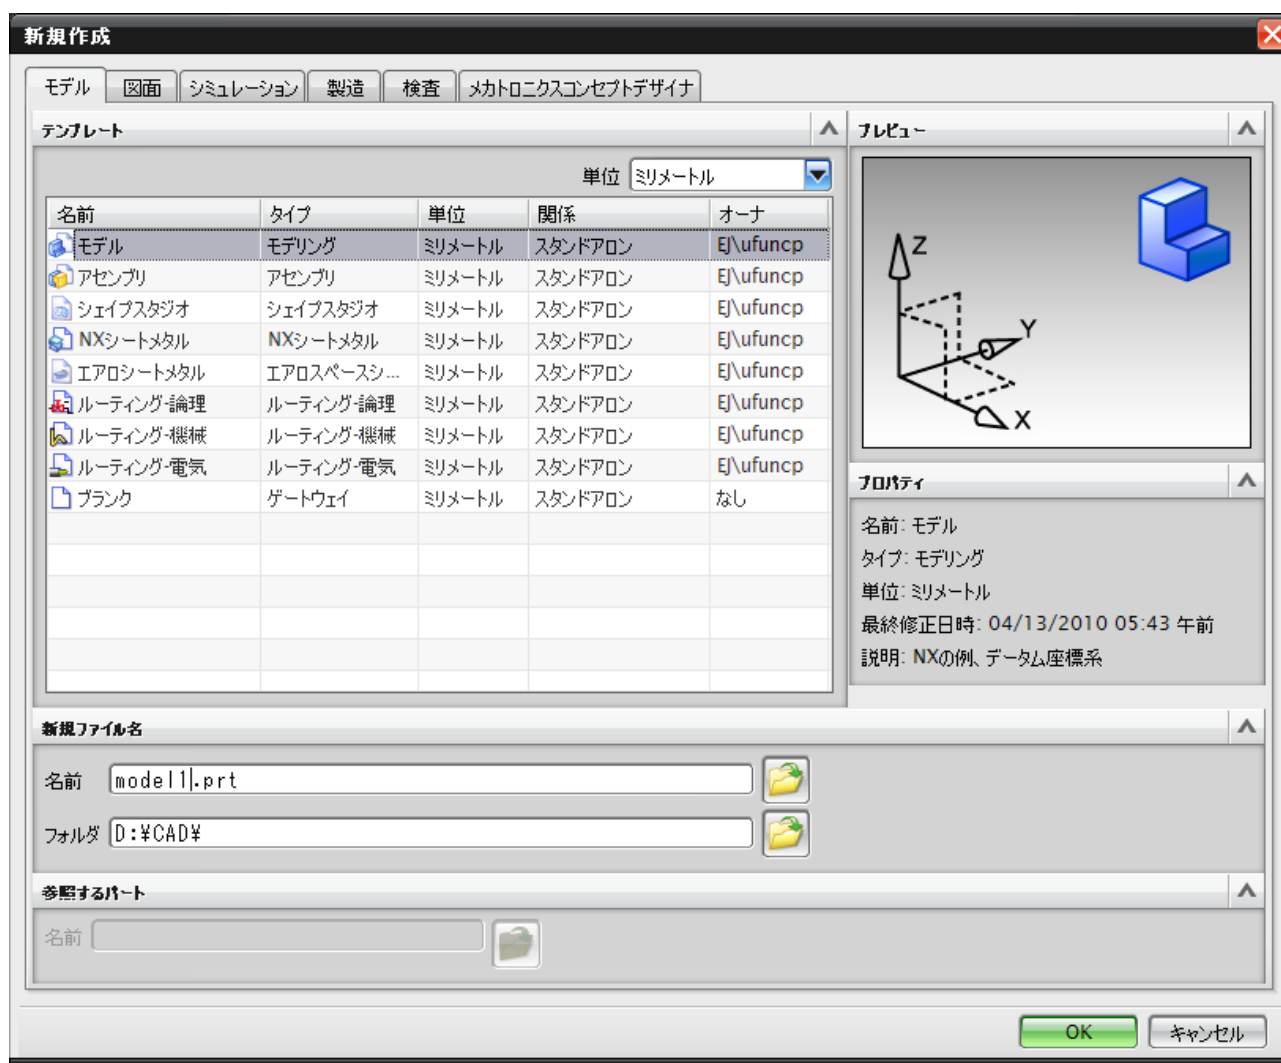 新規作成
モデル 図面 シミュレーション 製造 検査 メカトロニクスコンセプトデザイナ
テンプレート
単位 ミリメートル
名前 タイプ 単位 関係 オーナ
モデル モデリング ミリメートル スタンドアロン EJ\ufuncp
アセンブリ アセンブリ ミリメートル スタンドアロン EJ\ufuncp
シェイプスタジオ シェイプスタジオ ミリメートル スタンドアロン EJ\ufuncp
NXシートメタル NXシートメタル ミリメートル スタンドアロン EJ\ufuncp
エアロシートメタル エアロスペースシ... ミリメートル スタンドアロン EJ\ufuncp
ルーティング-論理 ルーティング-論理 ミリメートル スタンドアロン EJ\ufuncp
ルーティング-機械 ルーティング-機械 ミリメートル スタンドアロン EJ\ufuncp
ルーティング-電気 ルーティング-電気 ミリメートル スタンドアロン EJ\ufuncp
ブランク ゲートウェイ ミリメートル スタンドアロン なし
プレビュー
Z
Y
X
プロパティ
名前: モデル
タイプ: モデリング
単位: ミリメートル
最終修正日時: 04/13/2010 05:43 午前
説明: NXの例、データム座標系
新規ファイル名
名前 model1.prt
フォルダ D:¥CAD¥
参照するパート
名前
OK キャンセル